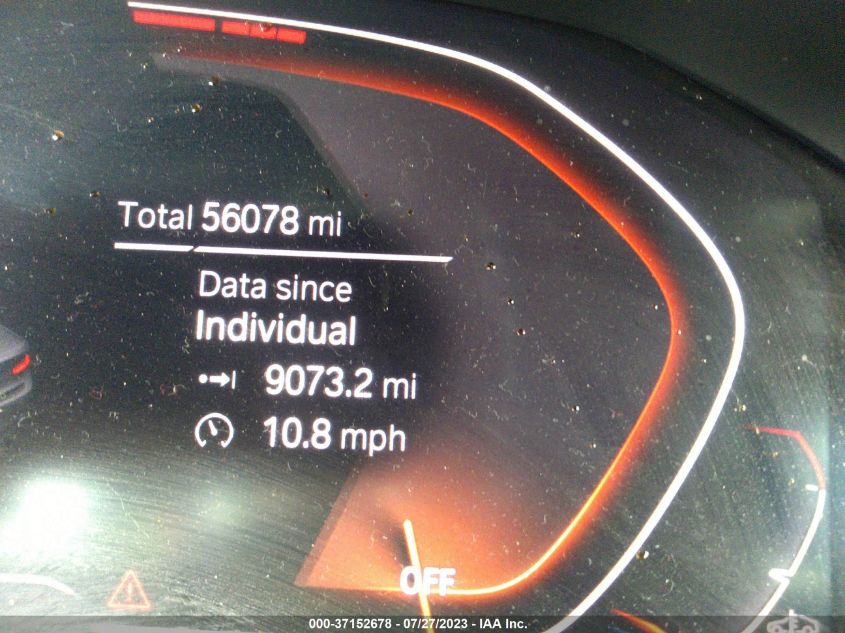 Total 56078 mi
Data since
Individual
9073.2 mi
10.8 mph
OFF
000-37152678 - 07/27/2023 - IAA Inc.